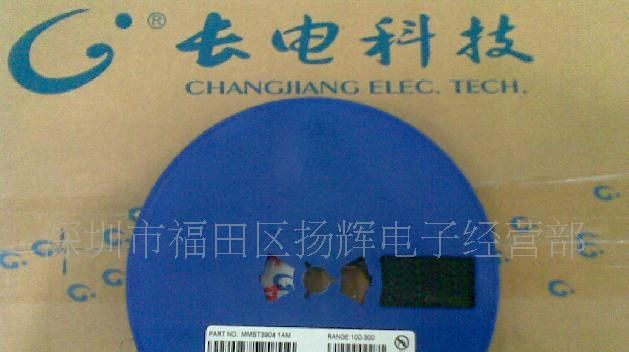 ® 长电科技
CHANGJIANG ELEC. TECH.
深圳市福田区扬辉电子经营部
PART NO: MMST3904 1AM RANGE:100-300